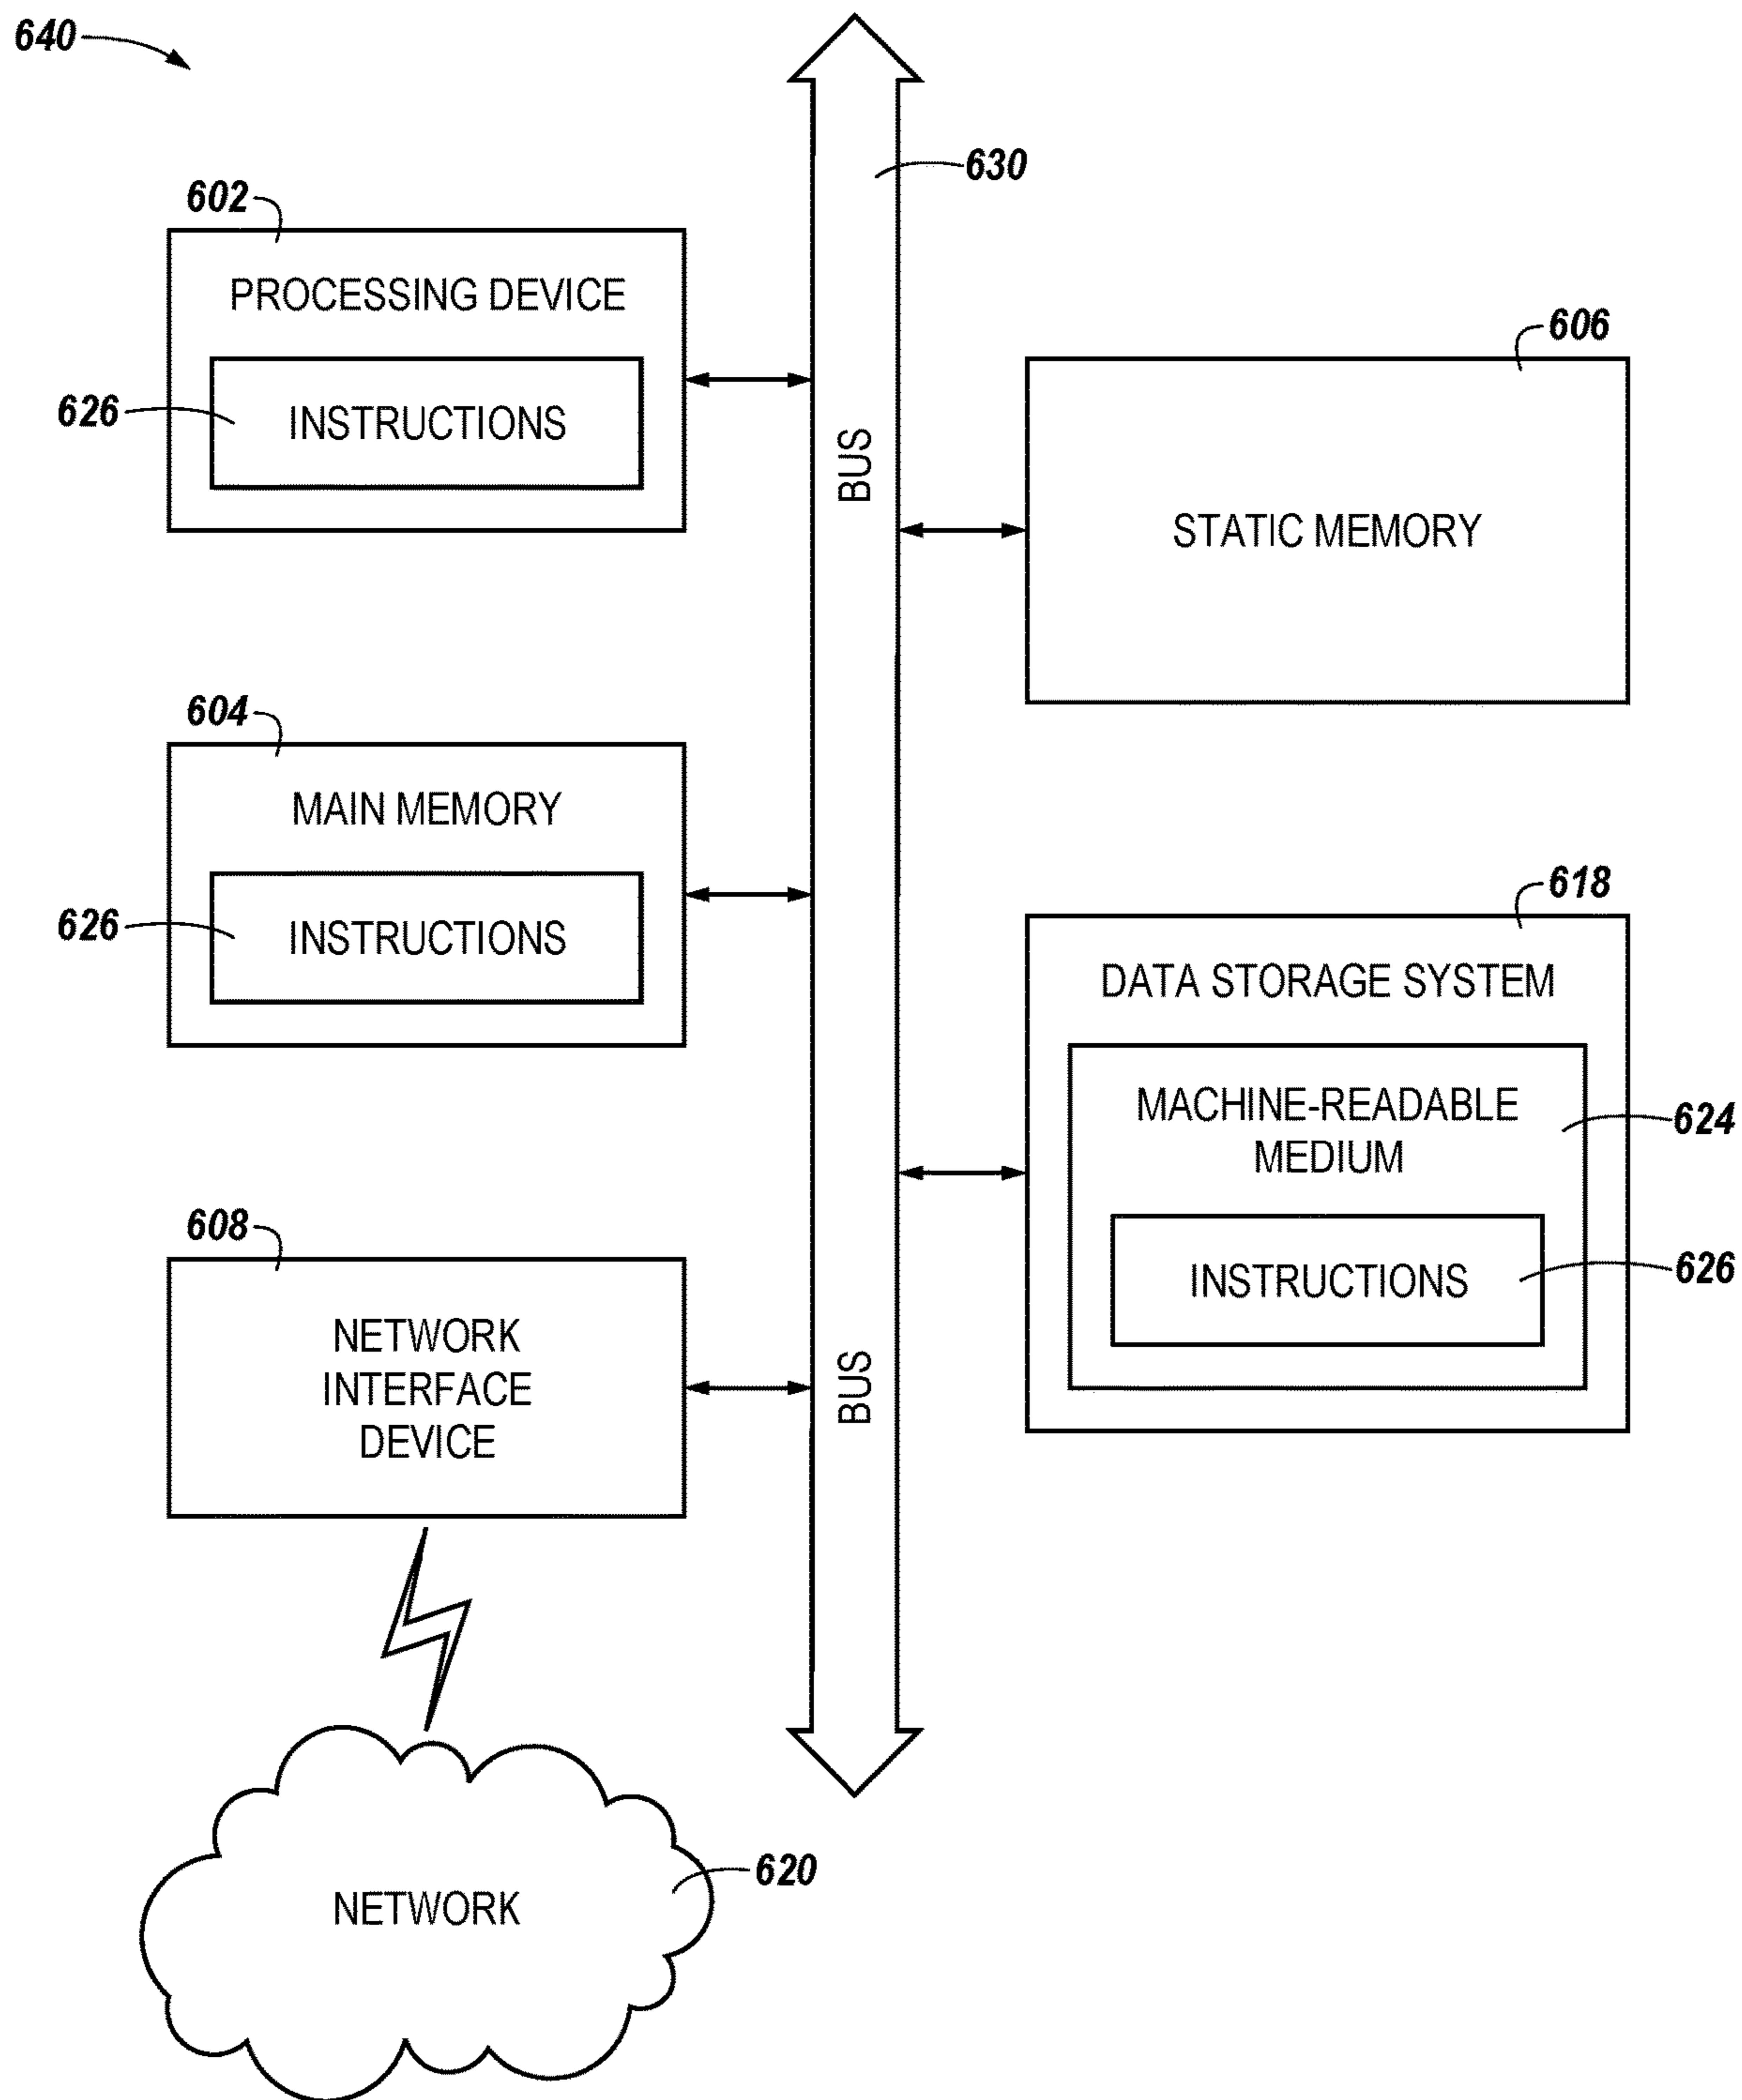 640
630
602
PROCESSING DEVICE
626
INSTRUCTIONS
BUS
606
STATIC MEMORY
604
MAIN MEMORY
626
INSTRUCTIONS
618
DATA STORAGE SYSTEM
MACHINE-READABLE
MEDIUM
624
INSTRUCTIONS
626
608
NETWORK
INTERFACE
DEVICE
BUS
NETWORK
620